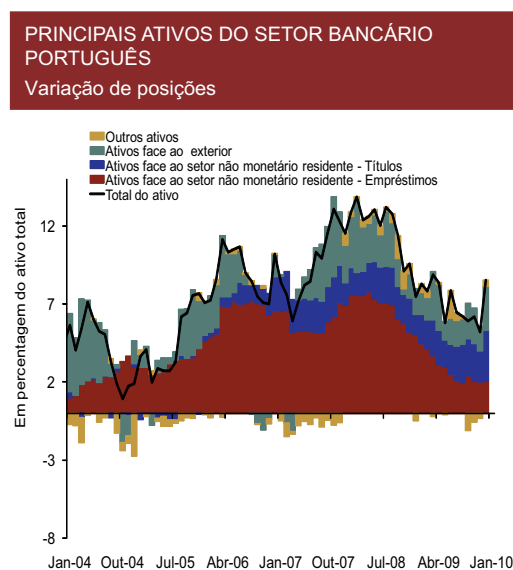 PRINCIPAIS ATIVOS DO SETOR BANCÁRIO
PORTUGUÊS
Variação de posições
Outros ativos
Ativos face ao exterior
Ativos face ao setor não monetário residente - Títulos
Ativos face ao setor não monetário residente - Empréstimos
Total do ativo
Em percentagem do ativo total
12
7
2
-3
-8
Jan-04 Out-04 Jul-05 Abr-06 Jan-07 Out-07 Jul-08 Abr-09 Jan-10